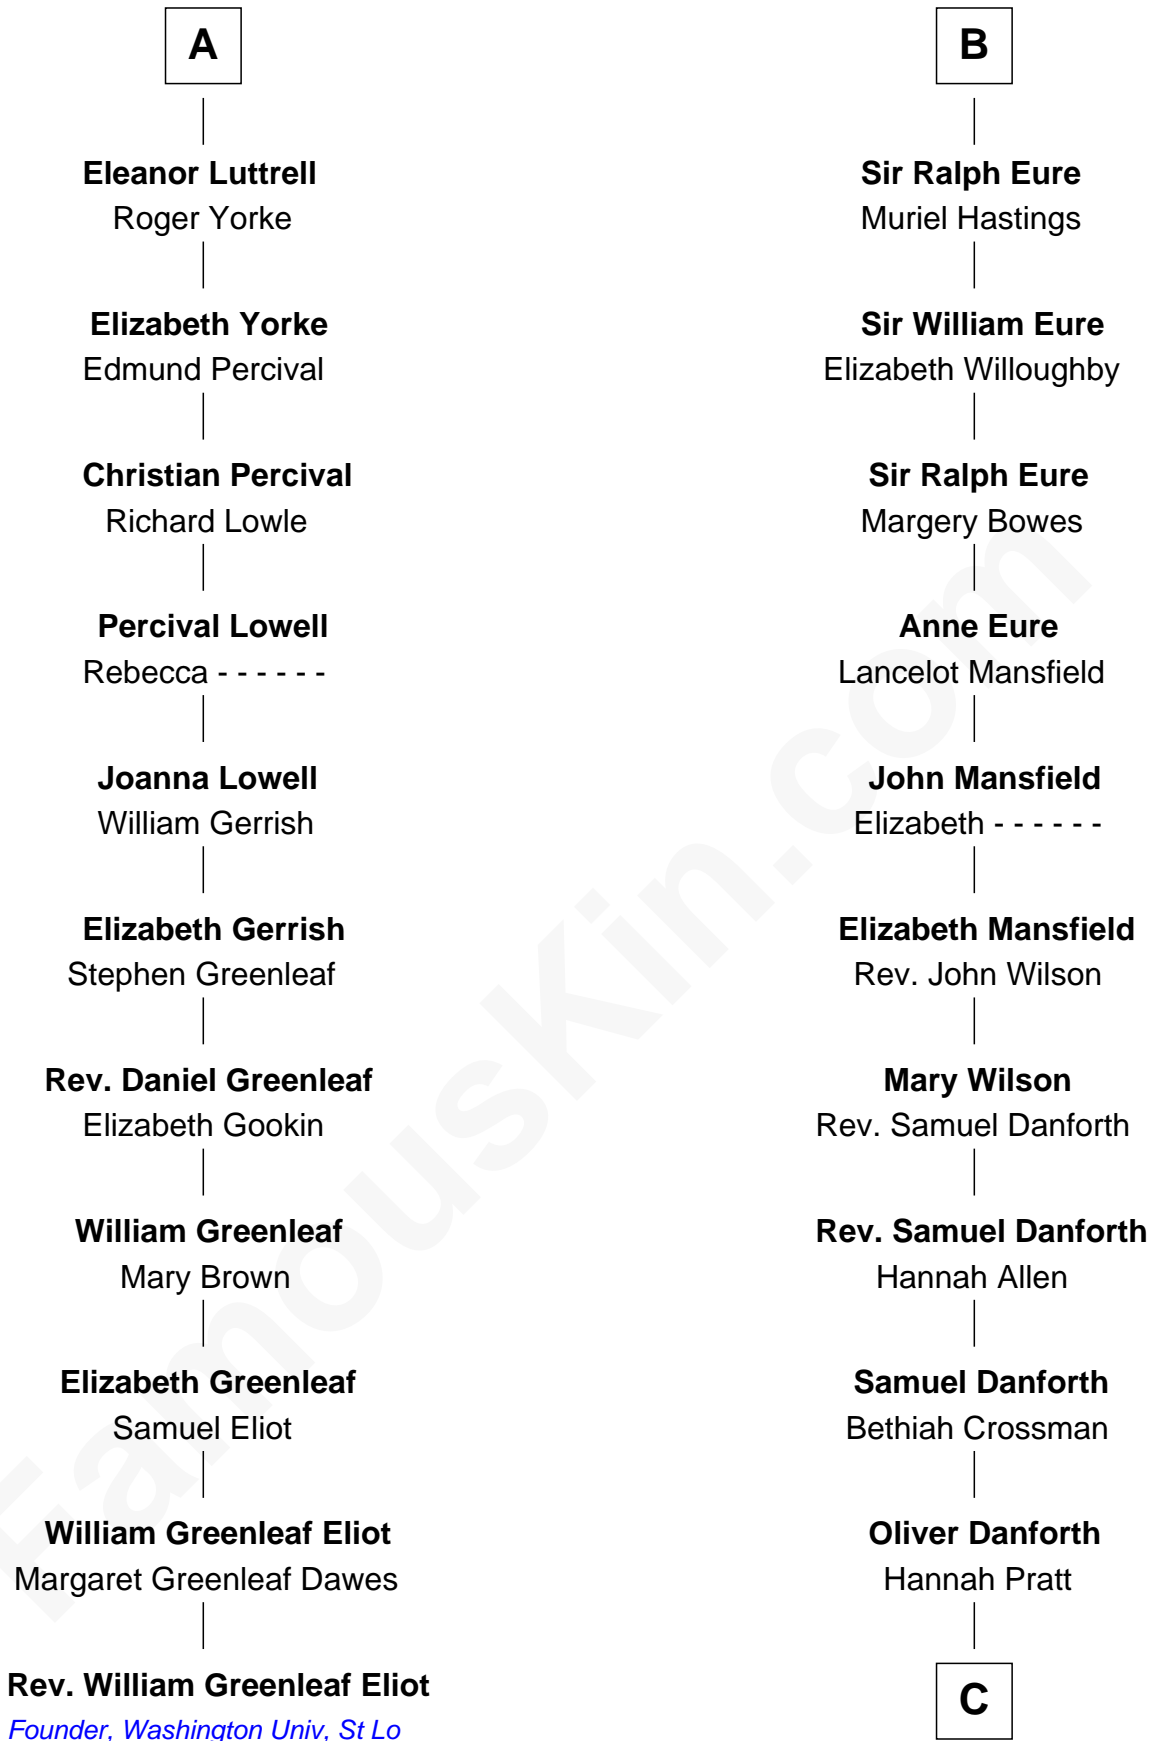 A
Eleanor Luttrell
Roger Yorke
Elizabeth Yorke
Edmund Percival
Christian Percival
Richard Lowle
Percival Lowell
Rebecca - - - - - -
Joanna Lowell
William Gerrish
Elizabeth Gerrish
Stephen Greenleaf
Rev. Daniel Greenleaf
Elizabeth Gookin
William Greenleaf
Mary Brown
Elizabeth Greenleaf
Samuel Eliot
William Greenleaf Eliot
Margaret Greenleaf Dawes
Rev. William Greenleaf Eliot
Founder, Washington Univ, St Lo
B
Sir Ralph Eure
Muriel Hastings
Sir William Eure
Elizabeth Willoughby
Sir Ralph Eure
Margery Bowes
Anne Eure
Lancelot Mansfield
John Mansfield
Elizabeth - - - - - -
Elizabeth Mansfield
Rev. John Wilson
Mary Wilson
Rev. Samuel Danforth
Rev. Samuel Danforth
Hannah Allen
Samuel Danforth
Bethiah Crossman
Oliver Danforth
Hannah Pratt
C
FamousKin.com